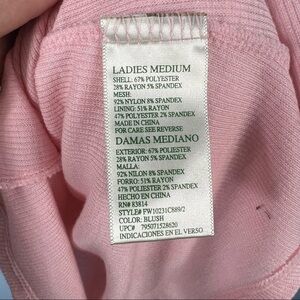 LADIES MEDIUM
SHELL: 67% POLYESTER
28% RAYON 5% SPANDEX
MESH:
92% NYLON 8% SPANDEX
LINING: 51% RAYON
47% POLYESTER 2% SPANDEX
MADE IN CHINA
FOR CARE SEE REVERSE
DAMAS MEDIANO
EXTERIOR: 67% POLIESTER
28% RAYON 5% SPANDEX
MALLA:
92% NILON 8% SPANDEX
FORRO: 51% RAYON
47% POLIESTER 2% SPANDEX
HECHO EN CHINA
RN# 83814
STYLE# FW10231C889/2
COLOR: BLUSH
UPC# 795071528620
INDICACIONES EN EL VERSO